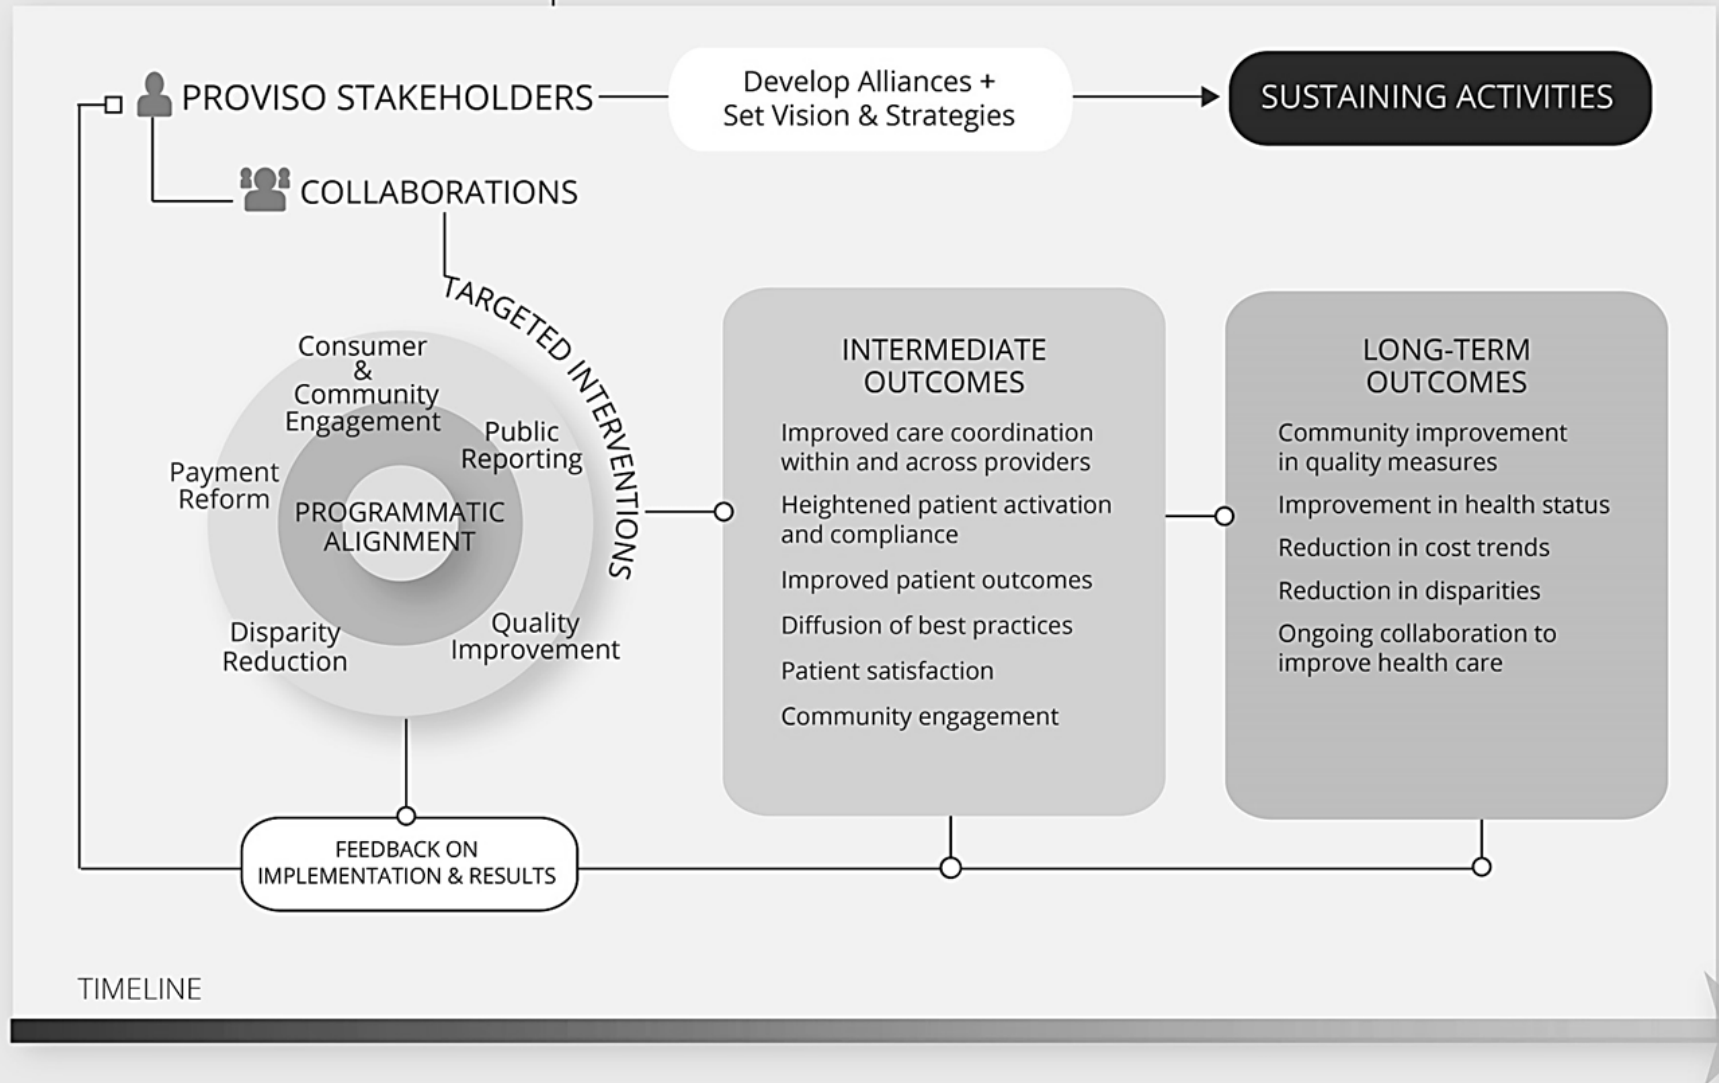 PROVISO STAKEHOLDERS
Develop Alliances +
Set Vision & Strategies
SUSTAINING ACTIVITIES
COLLABORATIONS
TARGETED INTERVENTIONS
Consumer
&
Community
Engagement
Public
Reporting
Payment
Reform
PROGRAMMATIC
ALIGNMENT
Disparity
Reduction
Quality
Improvement
INTERMEDIATE
OUTCOMES
Improved care coordination
within and across providers
Heightened patient activation
and compliance
Improved patient outcomes
Diffusion of best practices
Patient satisfaction
Community engagement
LONG-TERM
OUTCOMES
Community improvement
in quality measures
Improvement in health status
Reduction in cost trends
Reduction in disparities
Ongoing collaboration to
improve health care
FEEDBACK ON
IMPLEMENTATION & RESULTS
TIMELINE